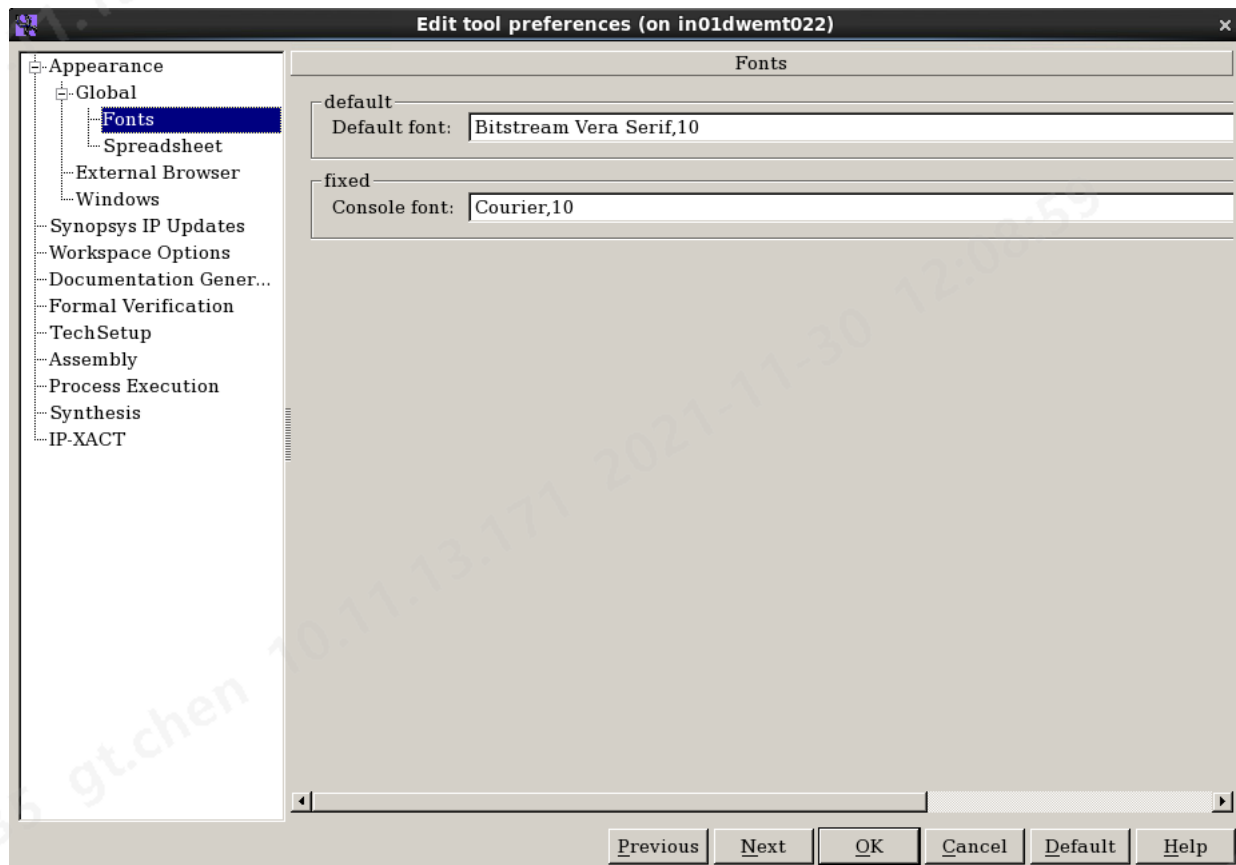 Edit tool preferences (on in01dwemt022)
Appearance
Global
Fonts
Spreadsheet
External Browser
Windows
Synopsys IP Updates
Workspace Options
Documentation Gener...
Formal Verification
TechSetup
Assembly
Process Execution
Synthesis
IP-XACT
Fonts
default
Default font: Bitstream Vera Serif,10
fixed
Console font: Courier,10
gt.chen 10.11.13.171 2021-11-30 12:08:59
Previous Next OK Cancel Default Help